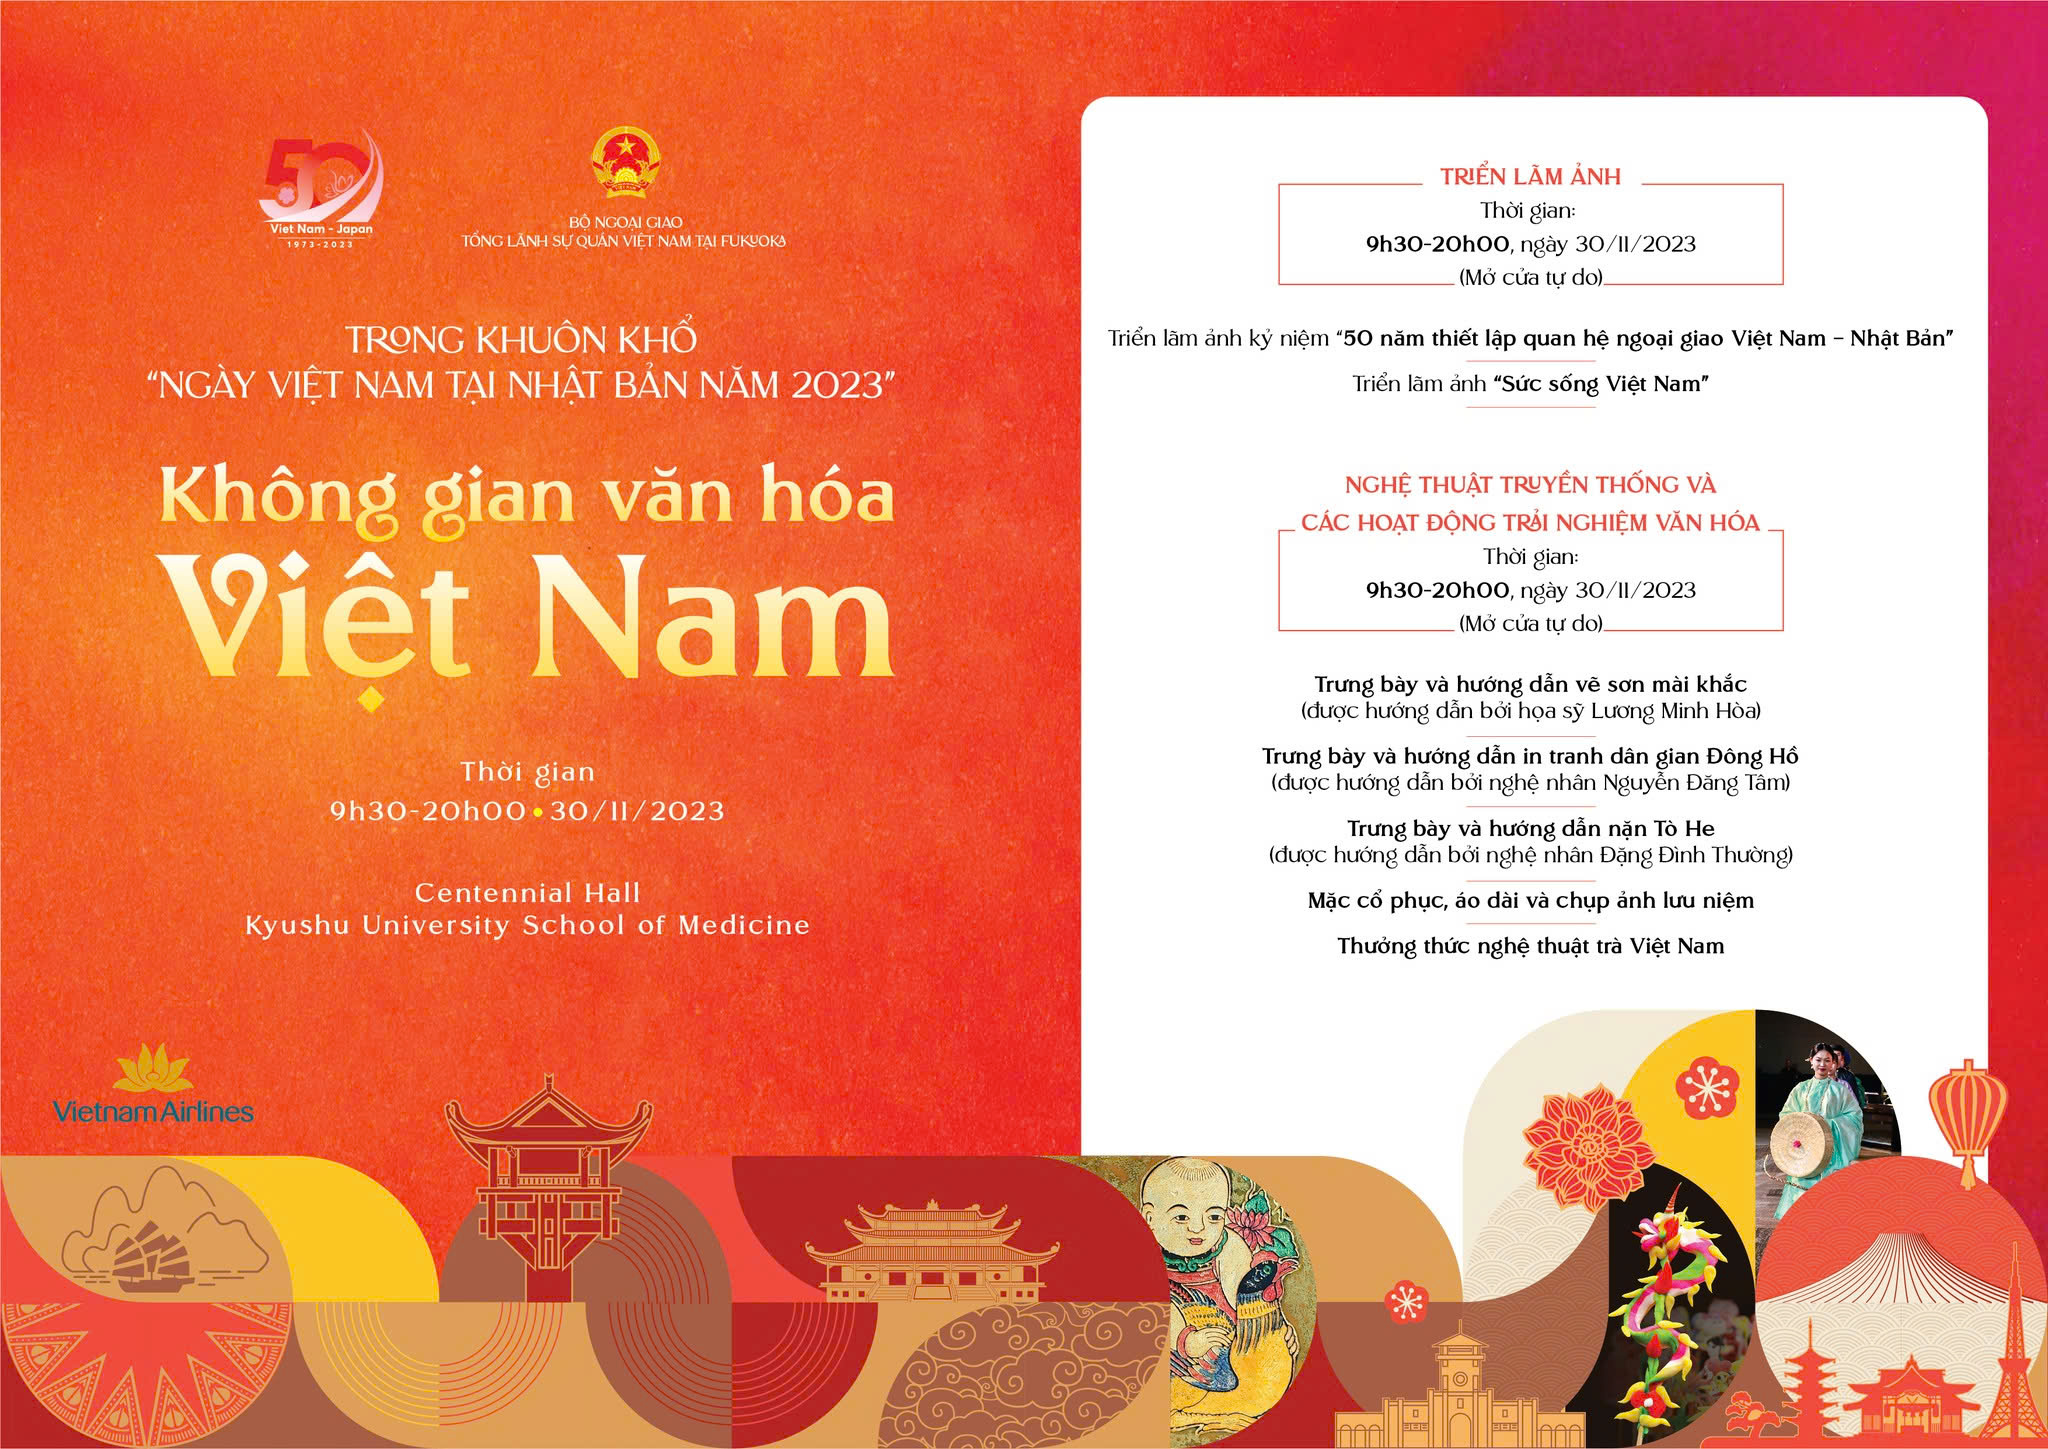 50
Viet Nam - Japan
1973-2023
BỘ NGOẠI GIAO
TỔNG LÃNH SỰ QUÁN VIỆT NAM TẠI FUKUOKA
TRONG KHUÔN KHỔ
“NGÀY VIỆT NAM TẠI NHẬT BẢN NĂM 2023”
Không gian văn hóa
Việt Nam
Thời gian
9h30-20h00 • 30/11/2023
Centennial Hall
Kyushu University School of Medicine
Vietnam Airlines
TRIỂN LÃM ẢNH
Thời gian:
9h30-20h00, ngày 30/11/2023
(Mở cửa tự do)
Triển lãm ảnh kỷ niệm “50 năm thiết lập quan hệ ngoại giao Việt Nam – Nhật Bản”
Triển lãm ảnh “Sức sống Việt Nam”
NGHỆ THUẬT TRUYỀN THỐNG VÀ
CÁC HOẠT ĐỘNG TRẢI NGHIỆM VĂN HÓA
Thời gian:
9h30-20h00, ngày 30/11/2023
(Mở cửa tự do)
Trưng bày và hướng dẫn vẽ sơn mài khắc
(được hướng dẫn bởi họa sỹ Lương Minh Hòa)
Trưng bày và hướng dẫn in tranh dân gian Đông Hồ
(được hướng dẫn bởi nghệ nhân Nguyễn Đăng Tâm)
Trưng bày và hướng dẫn nặn Tò He
(được hướng dẫn bởi nghệ nhân Đặng Đình Thường)
Mặc cổ phục, áo dài và chụp ảnh lưu niệm
Thưởng thức nghệ thuật trà Việt Nam